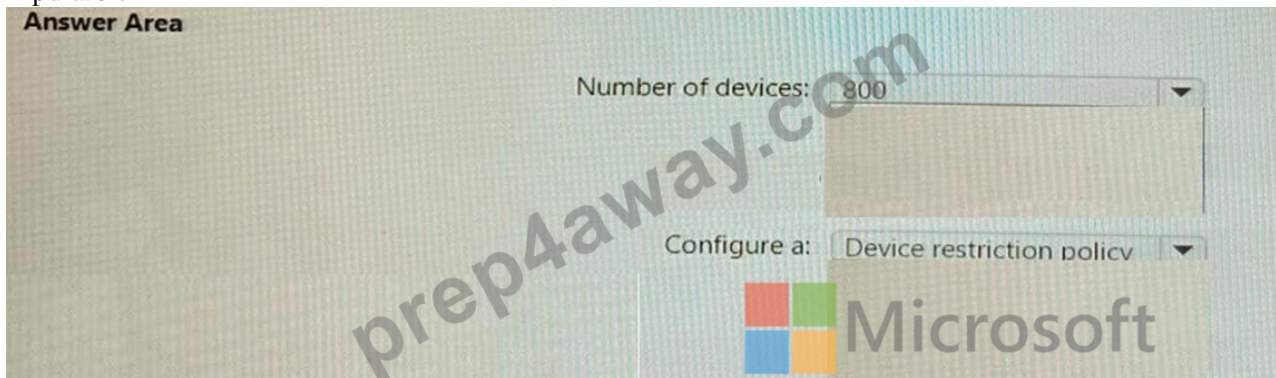 Answer Area
Number of devices: 800
Configure a: Device restriction policy
prep4away.com
Microsoft